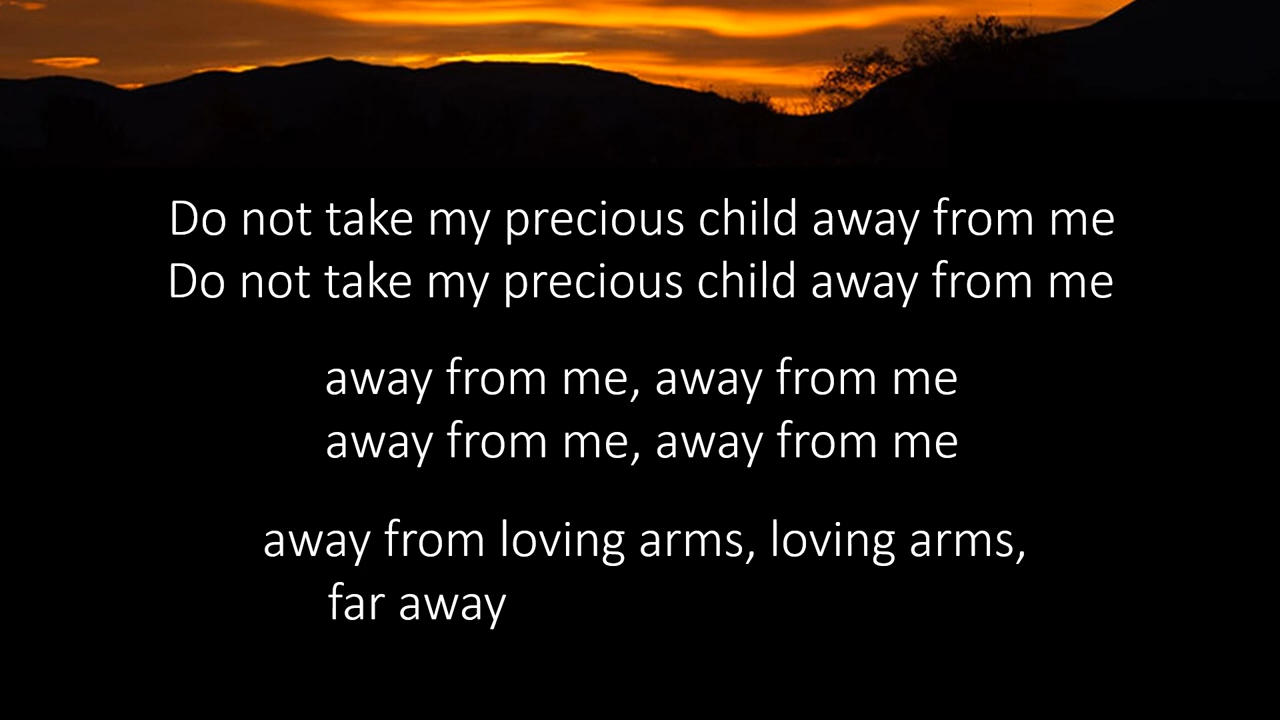 Do not take my precious child away from me
Do not take my precious child away from me
away from me, away from me
away from me, away from me
away from loving arms, loving arms,
far away